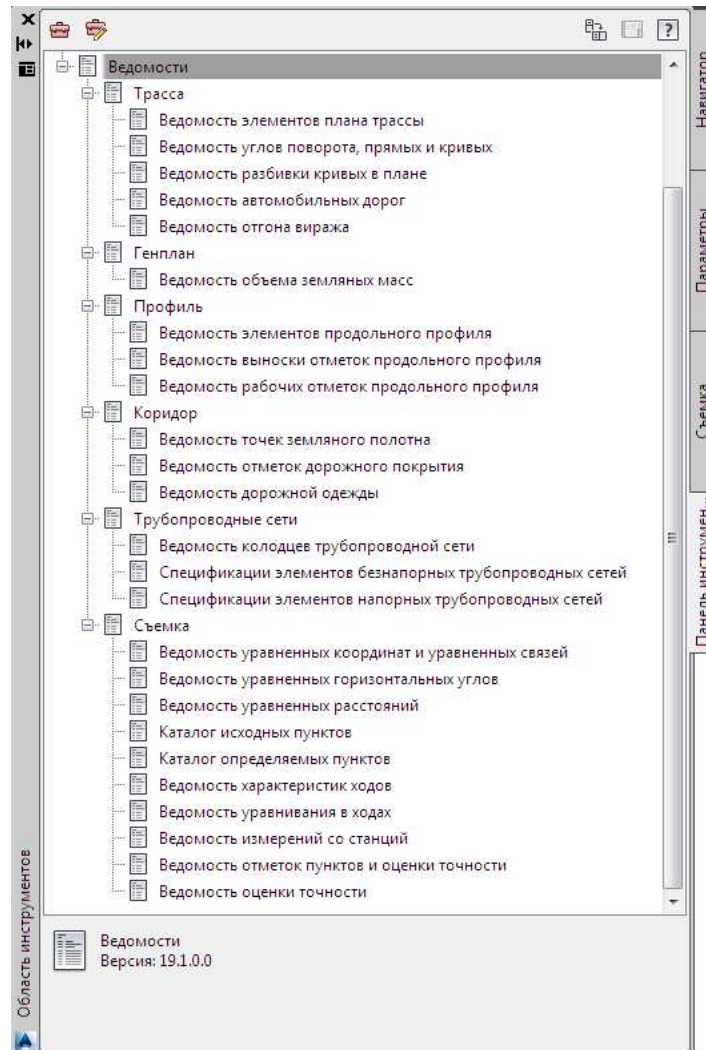 Ведомости
Трасса
Ведомость элементов плана трассы
Ведомость углов поворота, прямых и кривых
Ведомость разбивки кривых в плане
Ведомость автомобильных дорог
Ведомость отгона виража
Генплан
Ведомость объема земляных масс
Профиль
Ведомость элементов продольного профиля
Ведомость выноски отметок продольного профиля
Ведомость рабочих отметок продольного профиля
Коридор
Ведомость точек земляного полотна
Ведомость отметок дорожного покрытия
Ведомость дорожной одежды
Трубопроводные сети
Ведомость колодцев трубопроводной сети
Спецификации элементов безнапорных трубопроводных сетей
Спецификации элементов напорных трубопроводных сетей
Съемка
Ведомость уравненных координат и уравненных связей
Ведомость уравненных горизонтальных углов
Ведомость уравненных расстояний
Каталог исходных пунктов
Каталог определяемых пунктов
Ведомость характеристик ходов
Ведомость уравнивания в ходах
Ведомость измерений со станций
Ведомость отметок пунктов и оценки точности
Ведомость оценки точности
Ведомости
Версия: 19.1.0.0
Область инструментов
Навигатор
Параметры
Съемка
Панель инструмен...